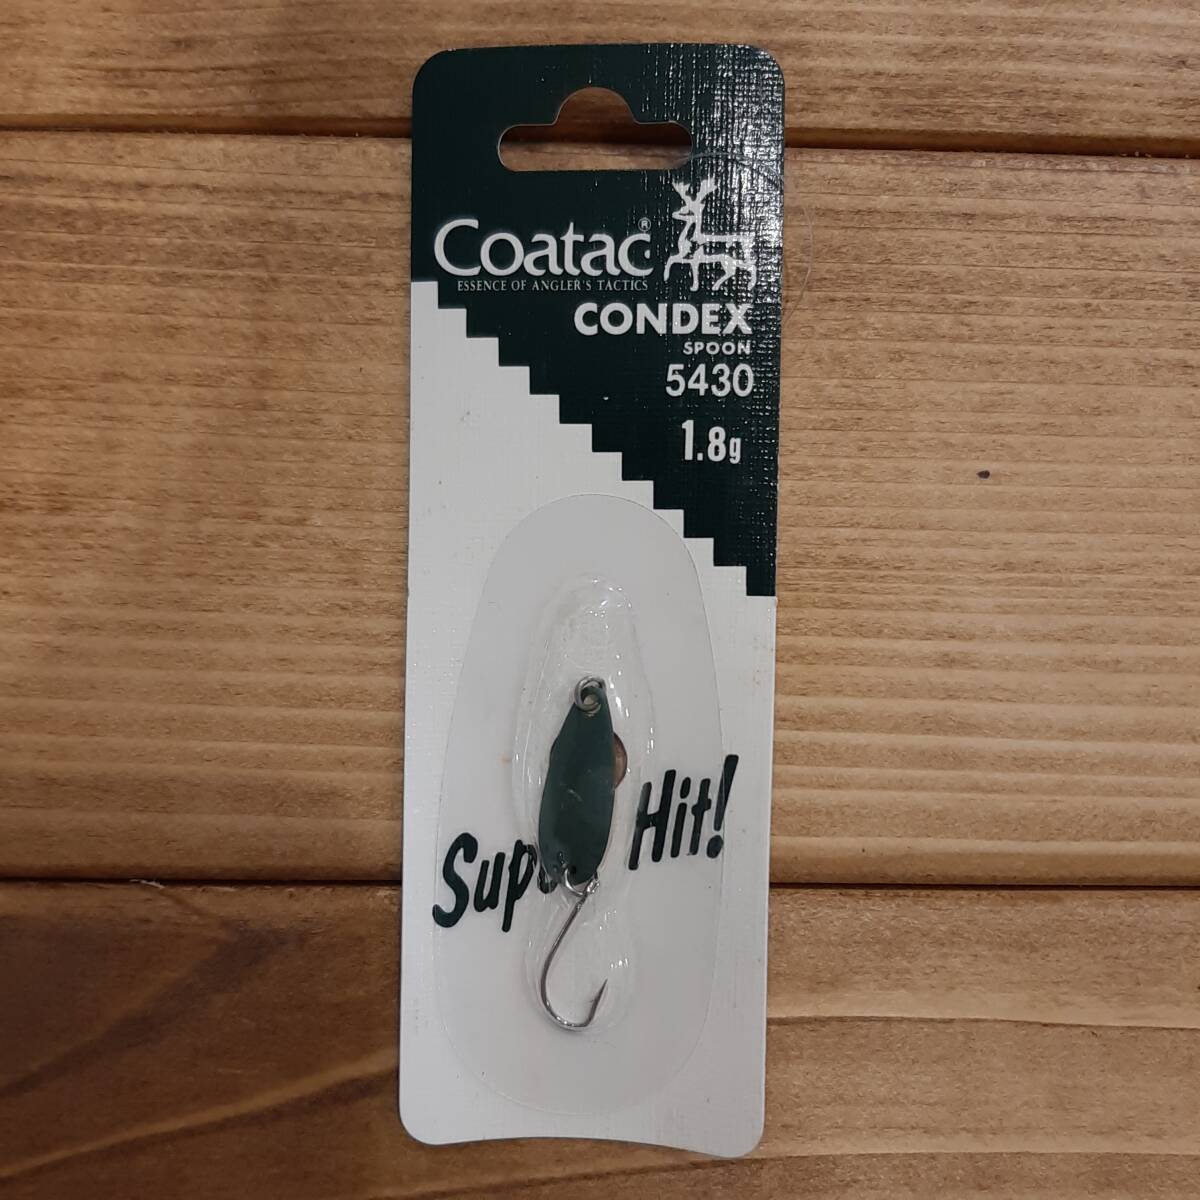 Coatac®
ESSENCE OF ANGLER'S TACTICS
CONDEX
SPOON
5430
1.8g
Hit!